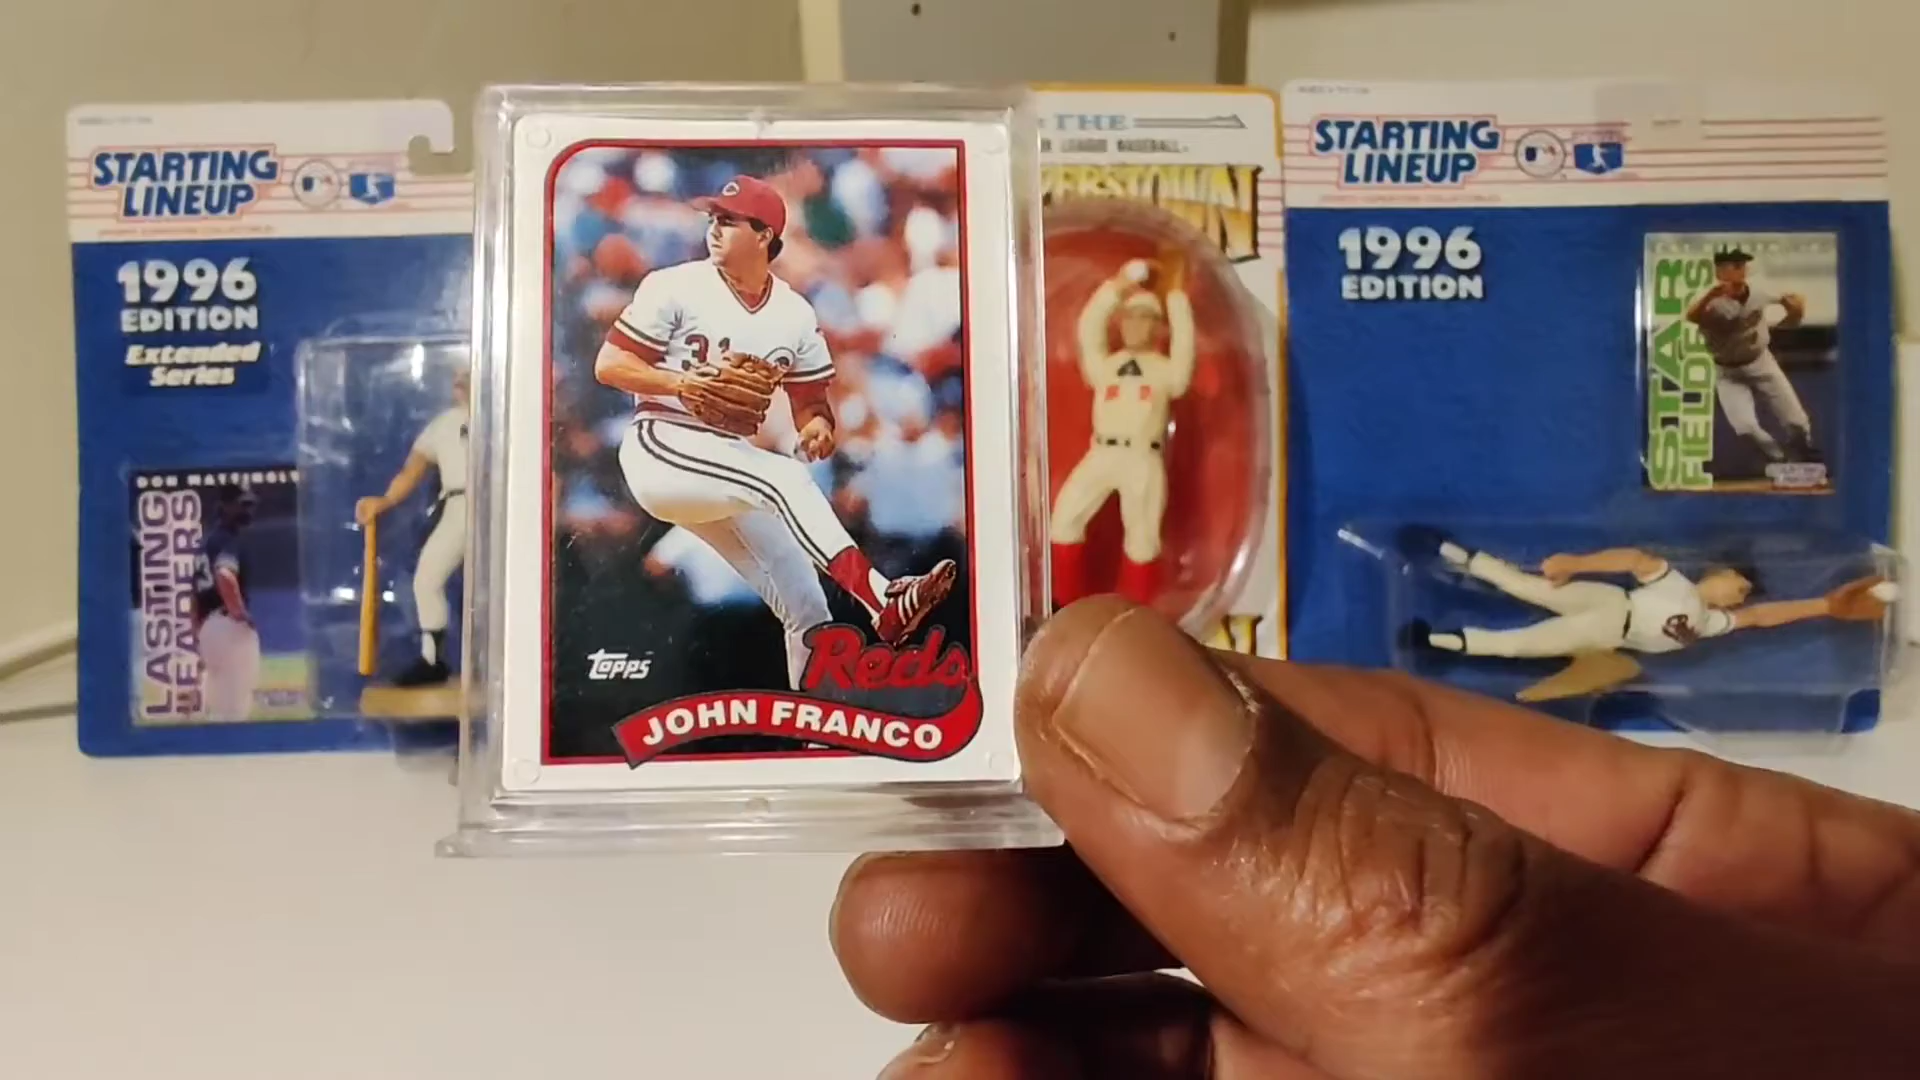 STARTING
LINEUP
1996
EDITION
Extended
Series
DON MATTINGLY
LASTING
LEADERS
31
topps
Reds
JOHN FRANCO
THE
LEAGUE BASEBALL
STARTING
LINEUP
1996
EDITION
STAR
FIELDERS